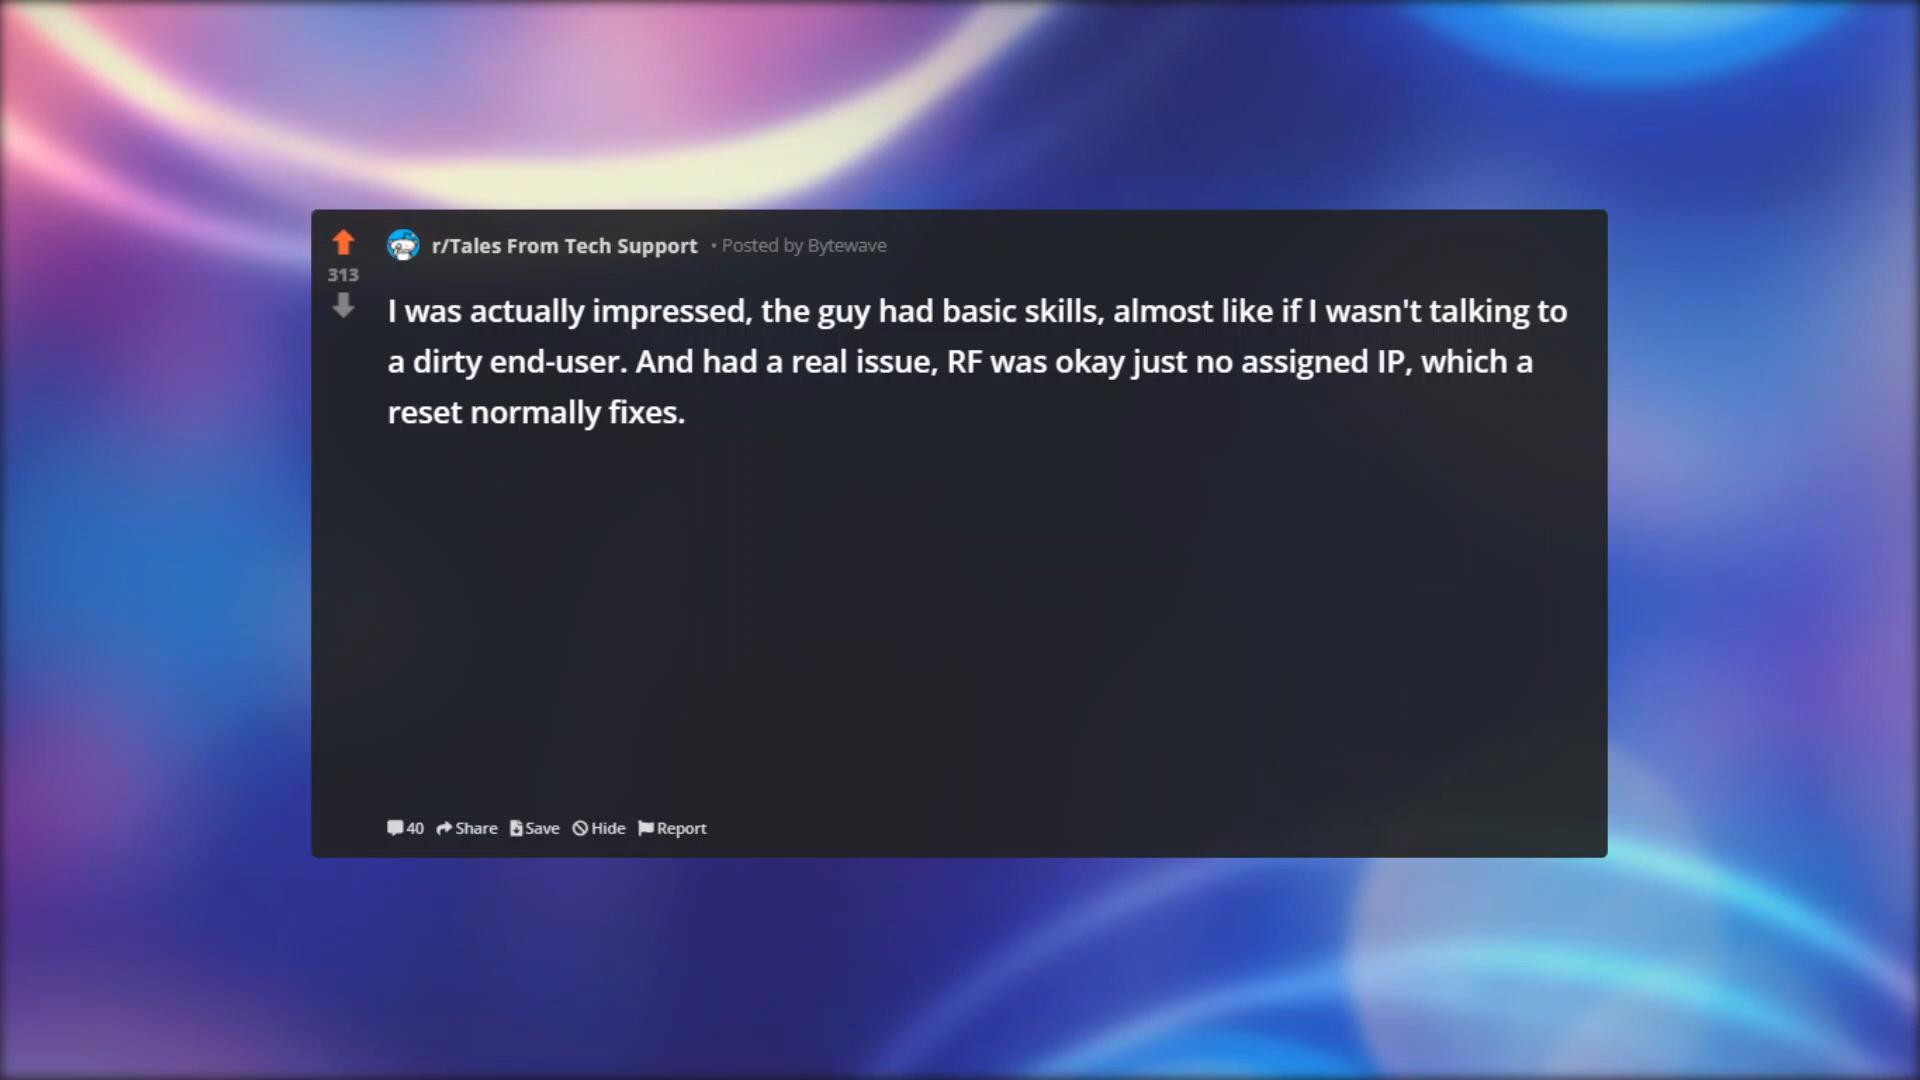 r/Tales From Tech Support • Posted by Bytewave
313
I was actually impressed, the guy had basic skills, almost like if I wasn't talking to
a dirty end-user. And had a real issue, RF was okay just no assigned IP, which a
reset normally fixes.
40 Share Save Hide Report